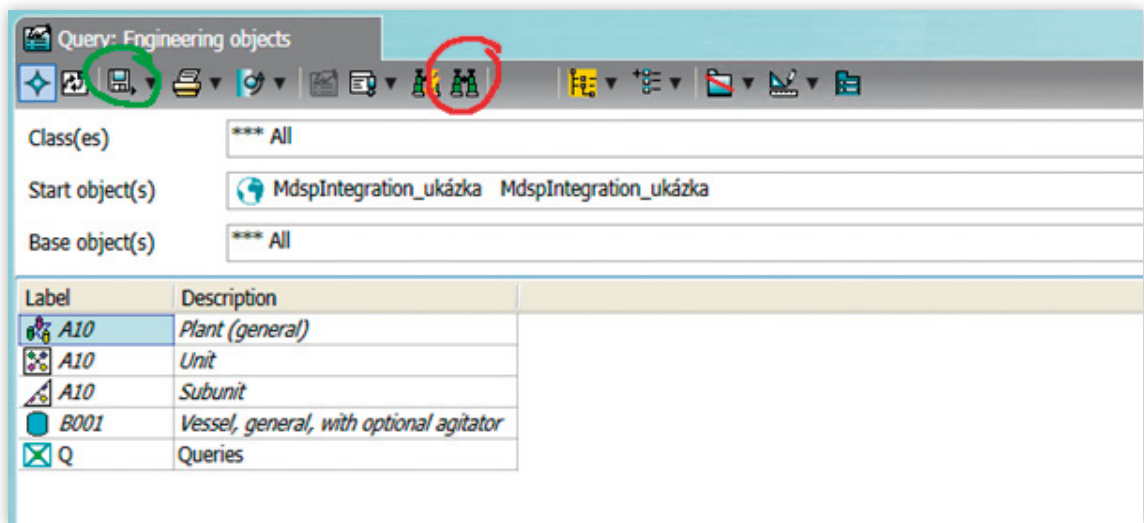 Query: Engineering objects
Class(es) *** All
Start object(s) MdspIntegration_ukázka MdspIntegration_ukázka
Base object(s) *** All
Label Description
A10 Plant (general)
A10 Unit
A10 Subunit
B001 Vessel, general, with optional agitator
Q Queries